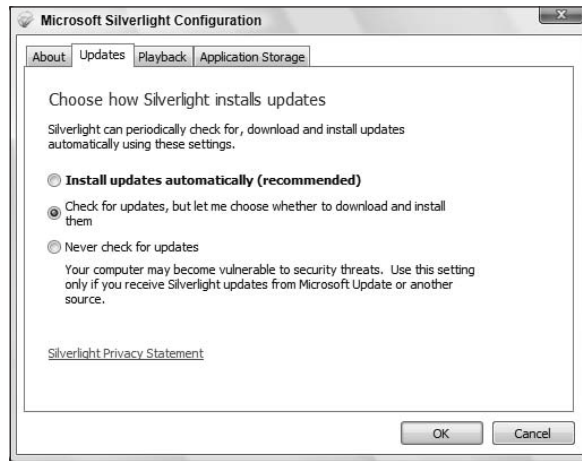 Microsoft Silverlight Configuration
About Updates Playback Application Storage
Choose how Silverlight installs updates
Silverlight can periodically check for, download and install updates
automatically using these settings.
Install updates automatically (recommended)
Check for updates, but let me choose whether to download and install
them
Never check for updates
Your computer may become vulnerable to security threats. Use this setting
only if you receive Silverlight updates from Microsoft Update or another
source.
Silverlight Privacy Statement
OK Cancel